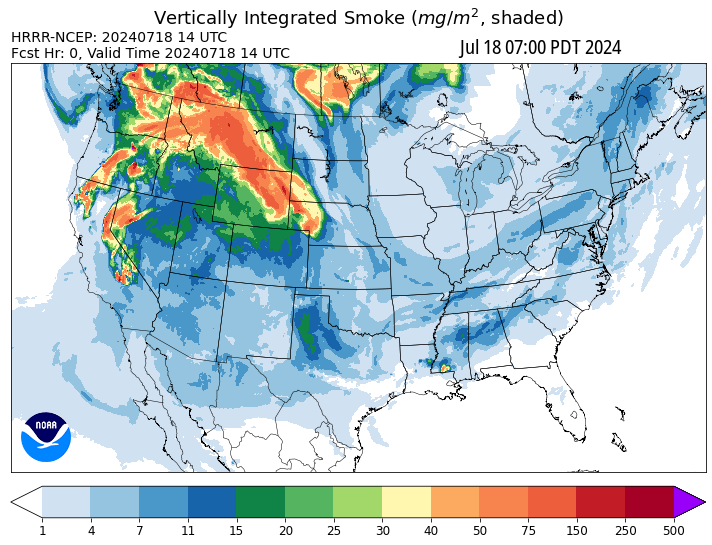 Vertically Integrated Smoke (mg/m², shaded)
HRRR-NCEP: 20240718 14 UTC
Fcst Hr: 0, Valid Time 20240718 14 UTC
Jul 18 07:00 PDT 2024
NOAA
1 4 7 11 15 20 25 30 40 50 75 150 250 500